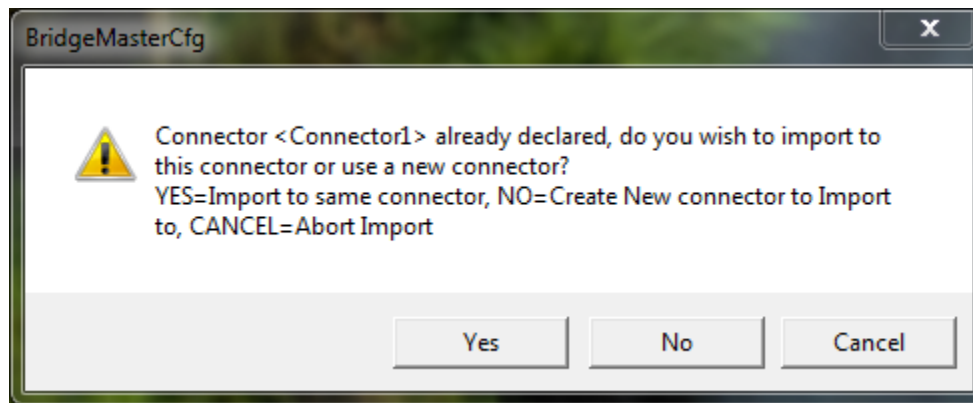 BridgeMasterCfg
Connector <Connector1> already declared, do you wish to import to
this connector or use a new connector?
YES=Import to same connector, NO=Create New connector to Import
to, CANCEL=Abort Import
Yes No Cancel